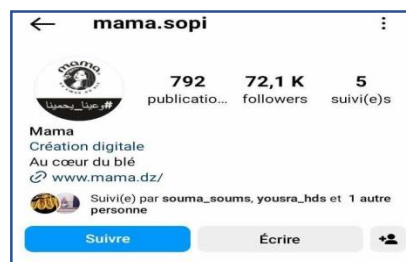 mama.sopi
mama
#وعينا_يحمينا
792 72,1 K 5
publicatio... followers suivi(e)s
Mama
Création digitale
Au cœur du blé
www.mama.dz/
Suivi(e) par souma_soums, yousra_hds et 1 autre
personne
Suivre Écrire